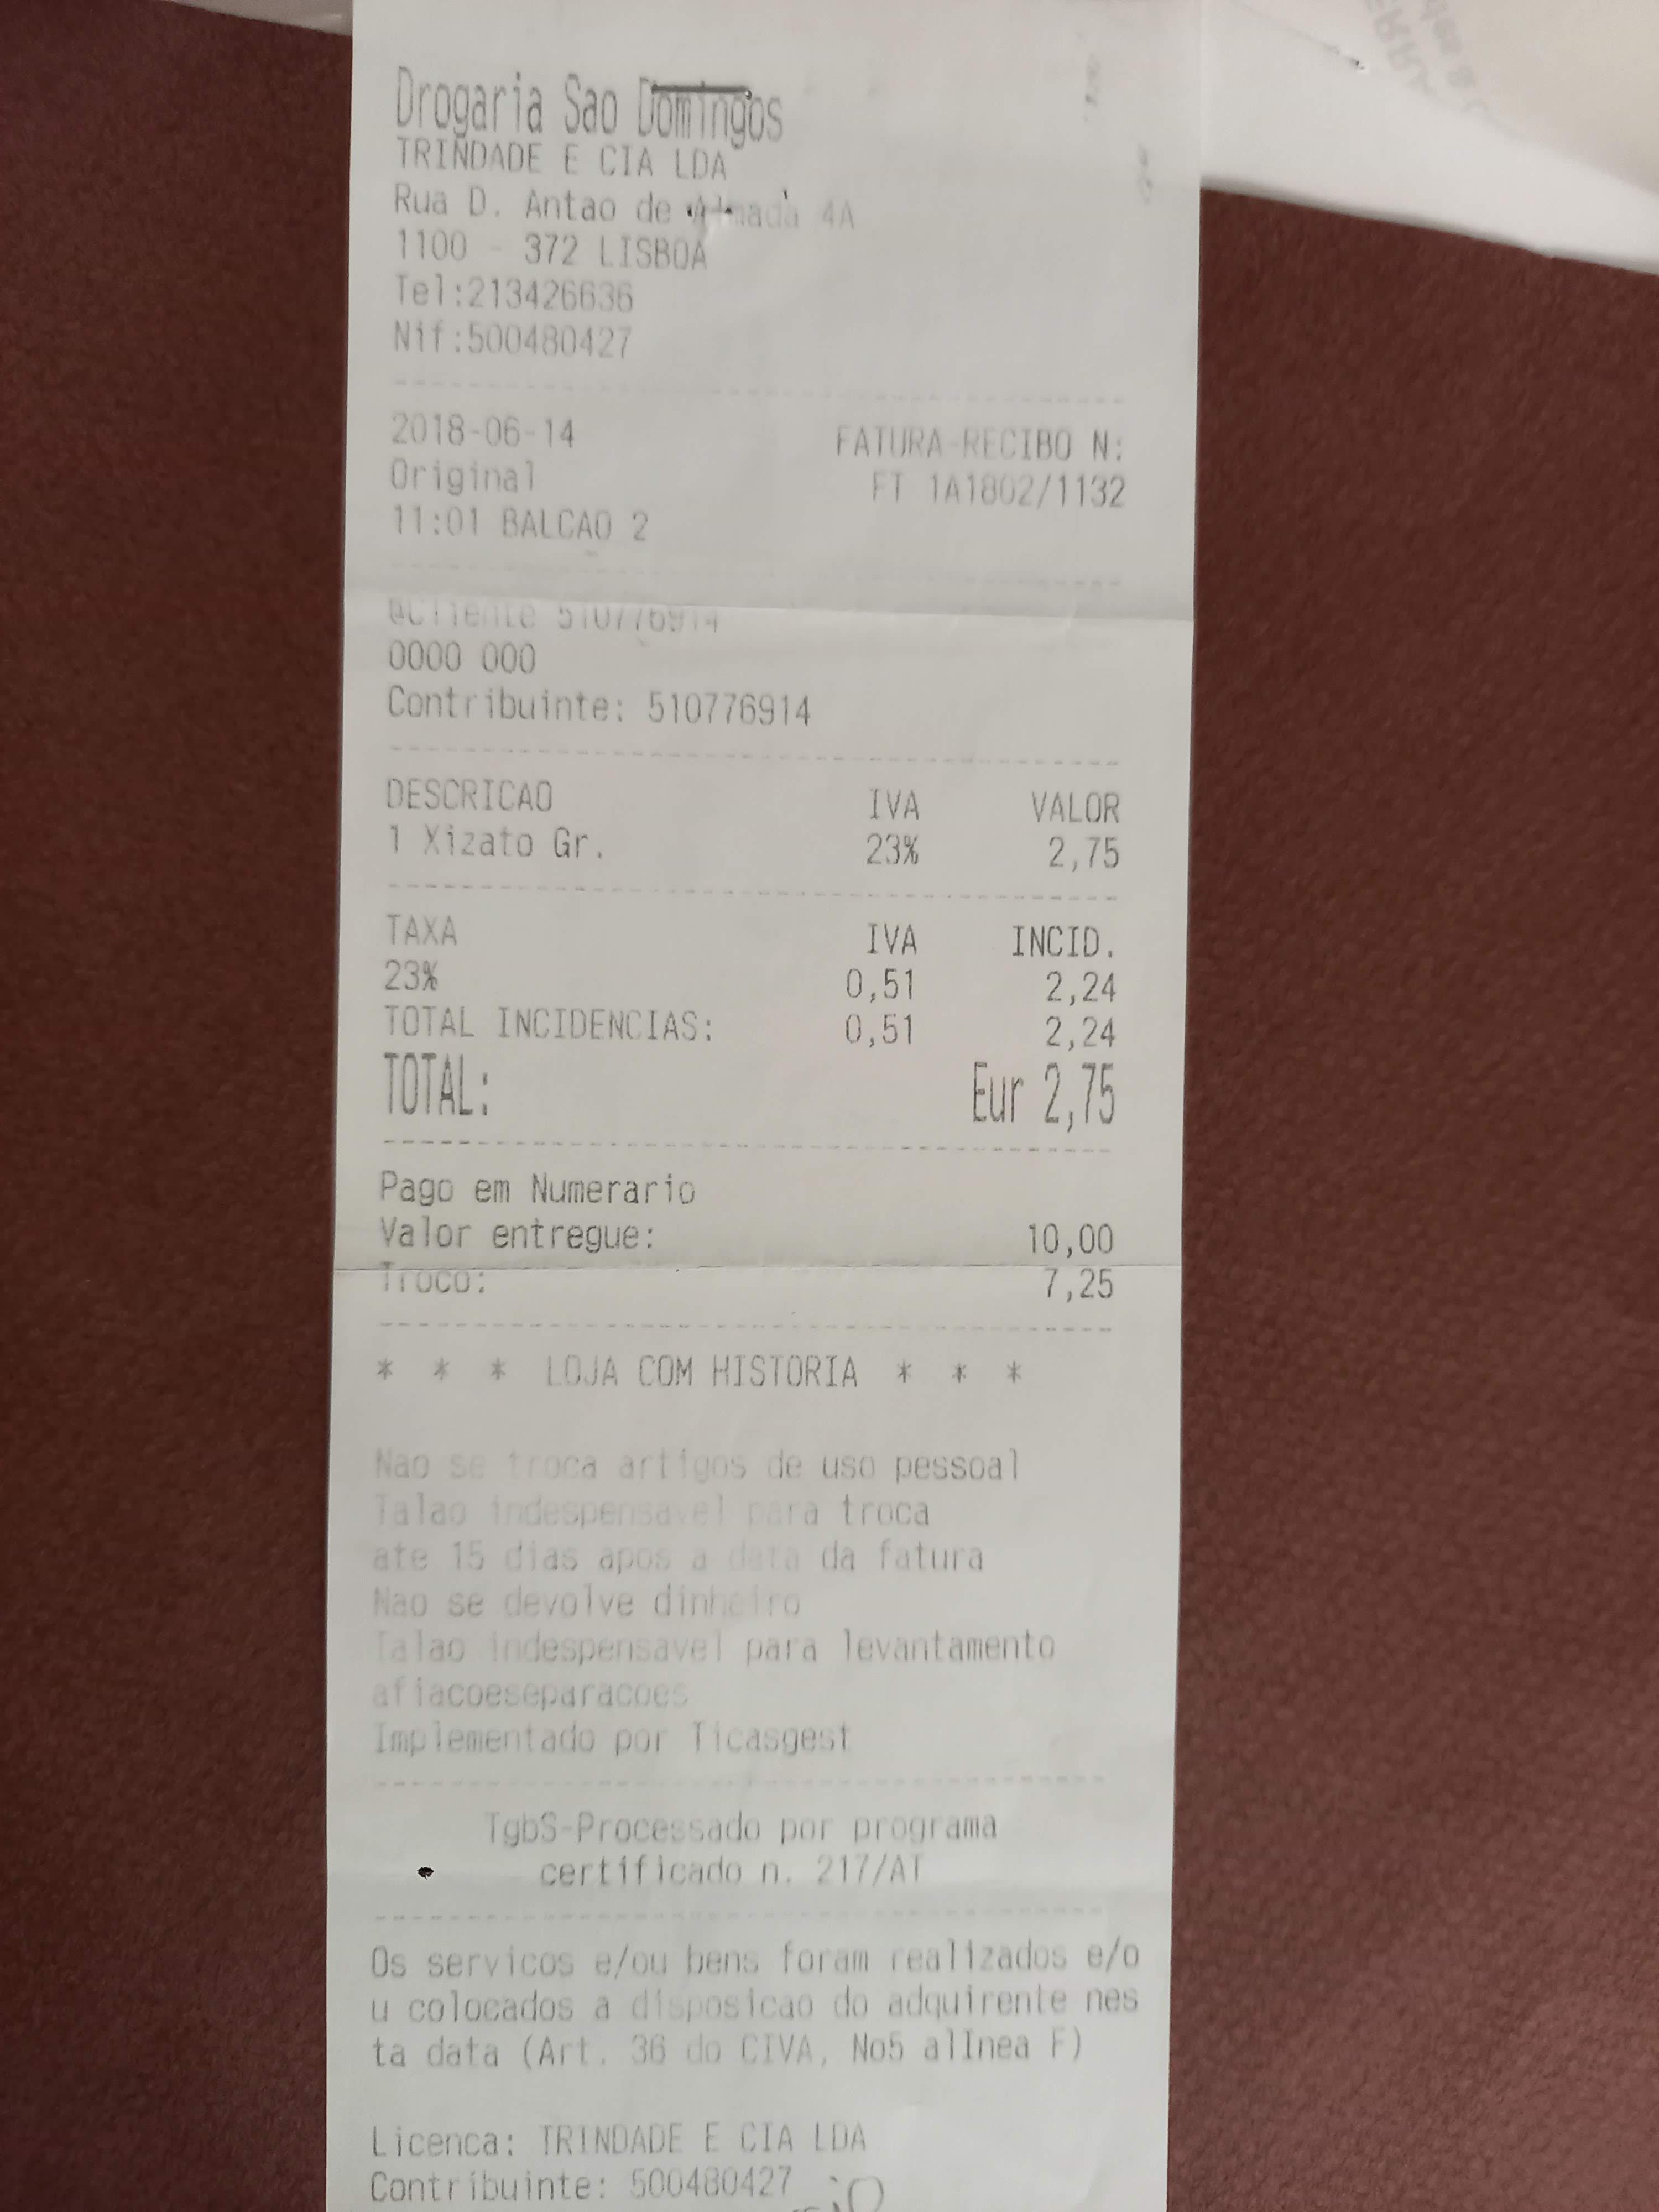 Drogaria Sao Domingos
TRINDADE E CIA LDA
Rua D. Antao de Almada 4A
1100 - 372 LISBOA
Tel:213426636
Nif:500480427
2018-06-14 FATURA-RECIBO N:
Original FT 1A1802/1132
11:01 BALCAO 2
@Cliente 510776914
0000 000
Contribuinte: 510776914
DESCRICAO IVA VALOR
1 Xizato Gr. 23% 2,75
TAXA IVA INCID.
23% 0,51 2,24
TOTAL INCIDENCIAS: 0,51 2,24
TOTAL: Eur 2,75
Pago em Numerario
Valor entregue: 10,00
Troco: 7,25
* * * LOJA COM HISTORIA * * *
Nao se troca artigos de uso pessoal
Talao indespensavel para troca
ate 15 dias apos a data da fatura
Nao se devolve dinheiro
Talao indespensavel para levantamento
afiacoeseparacoes
Implementado por Ticasgest
TgbS-Processado por programa
certificado n. 217/AT
Os servicos e/ou bens foram realizados e/o
u colocados a disposicao do adquirente nes
ta data (Art. 36 do CIVA, No5 alInea F)
Licenca: TRINDADE E CIA LDA
Contribuinte: 500480427